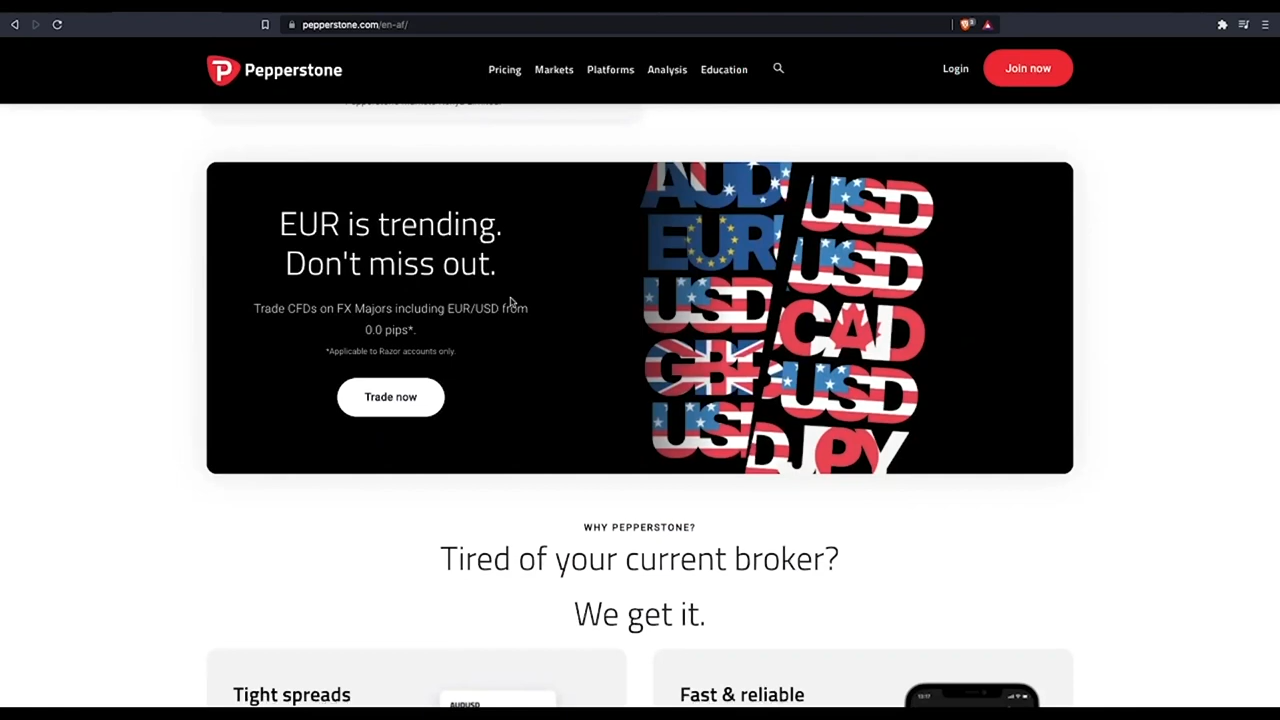 pepperstone.com/en-af/
Pepperstone
Pricing
Markets
Platforms
Analysis
Education
Login
Join now
EUR is trending.
Don't miss out.
Trade CFDs on FX Majors including EUR/USD from
0.0 pips*.
*Applicable to Razor accounts only.
Trade now
AUD USD
EUR USD
USD CAD
GBP USD
USD JPY
WHY PEPPERSTONE?
Tired of your current broker?
We get it.
Tight spreads
Fast & reliable
AUDUSD